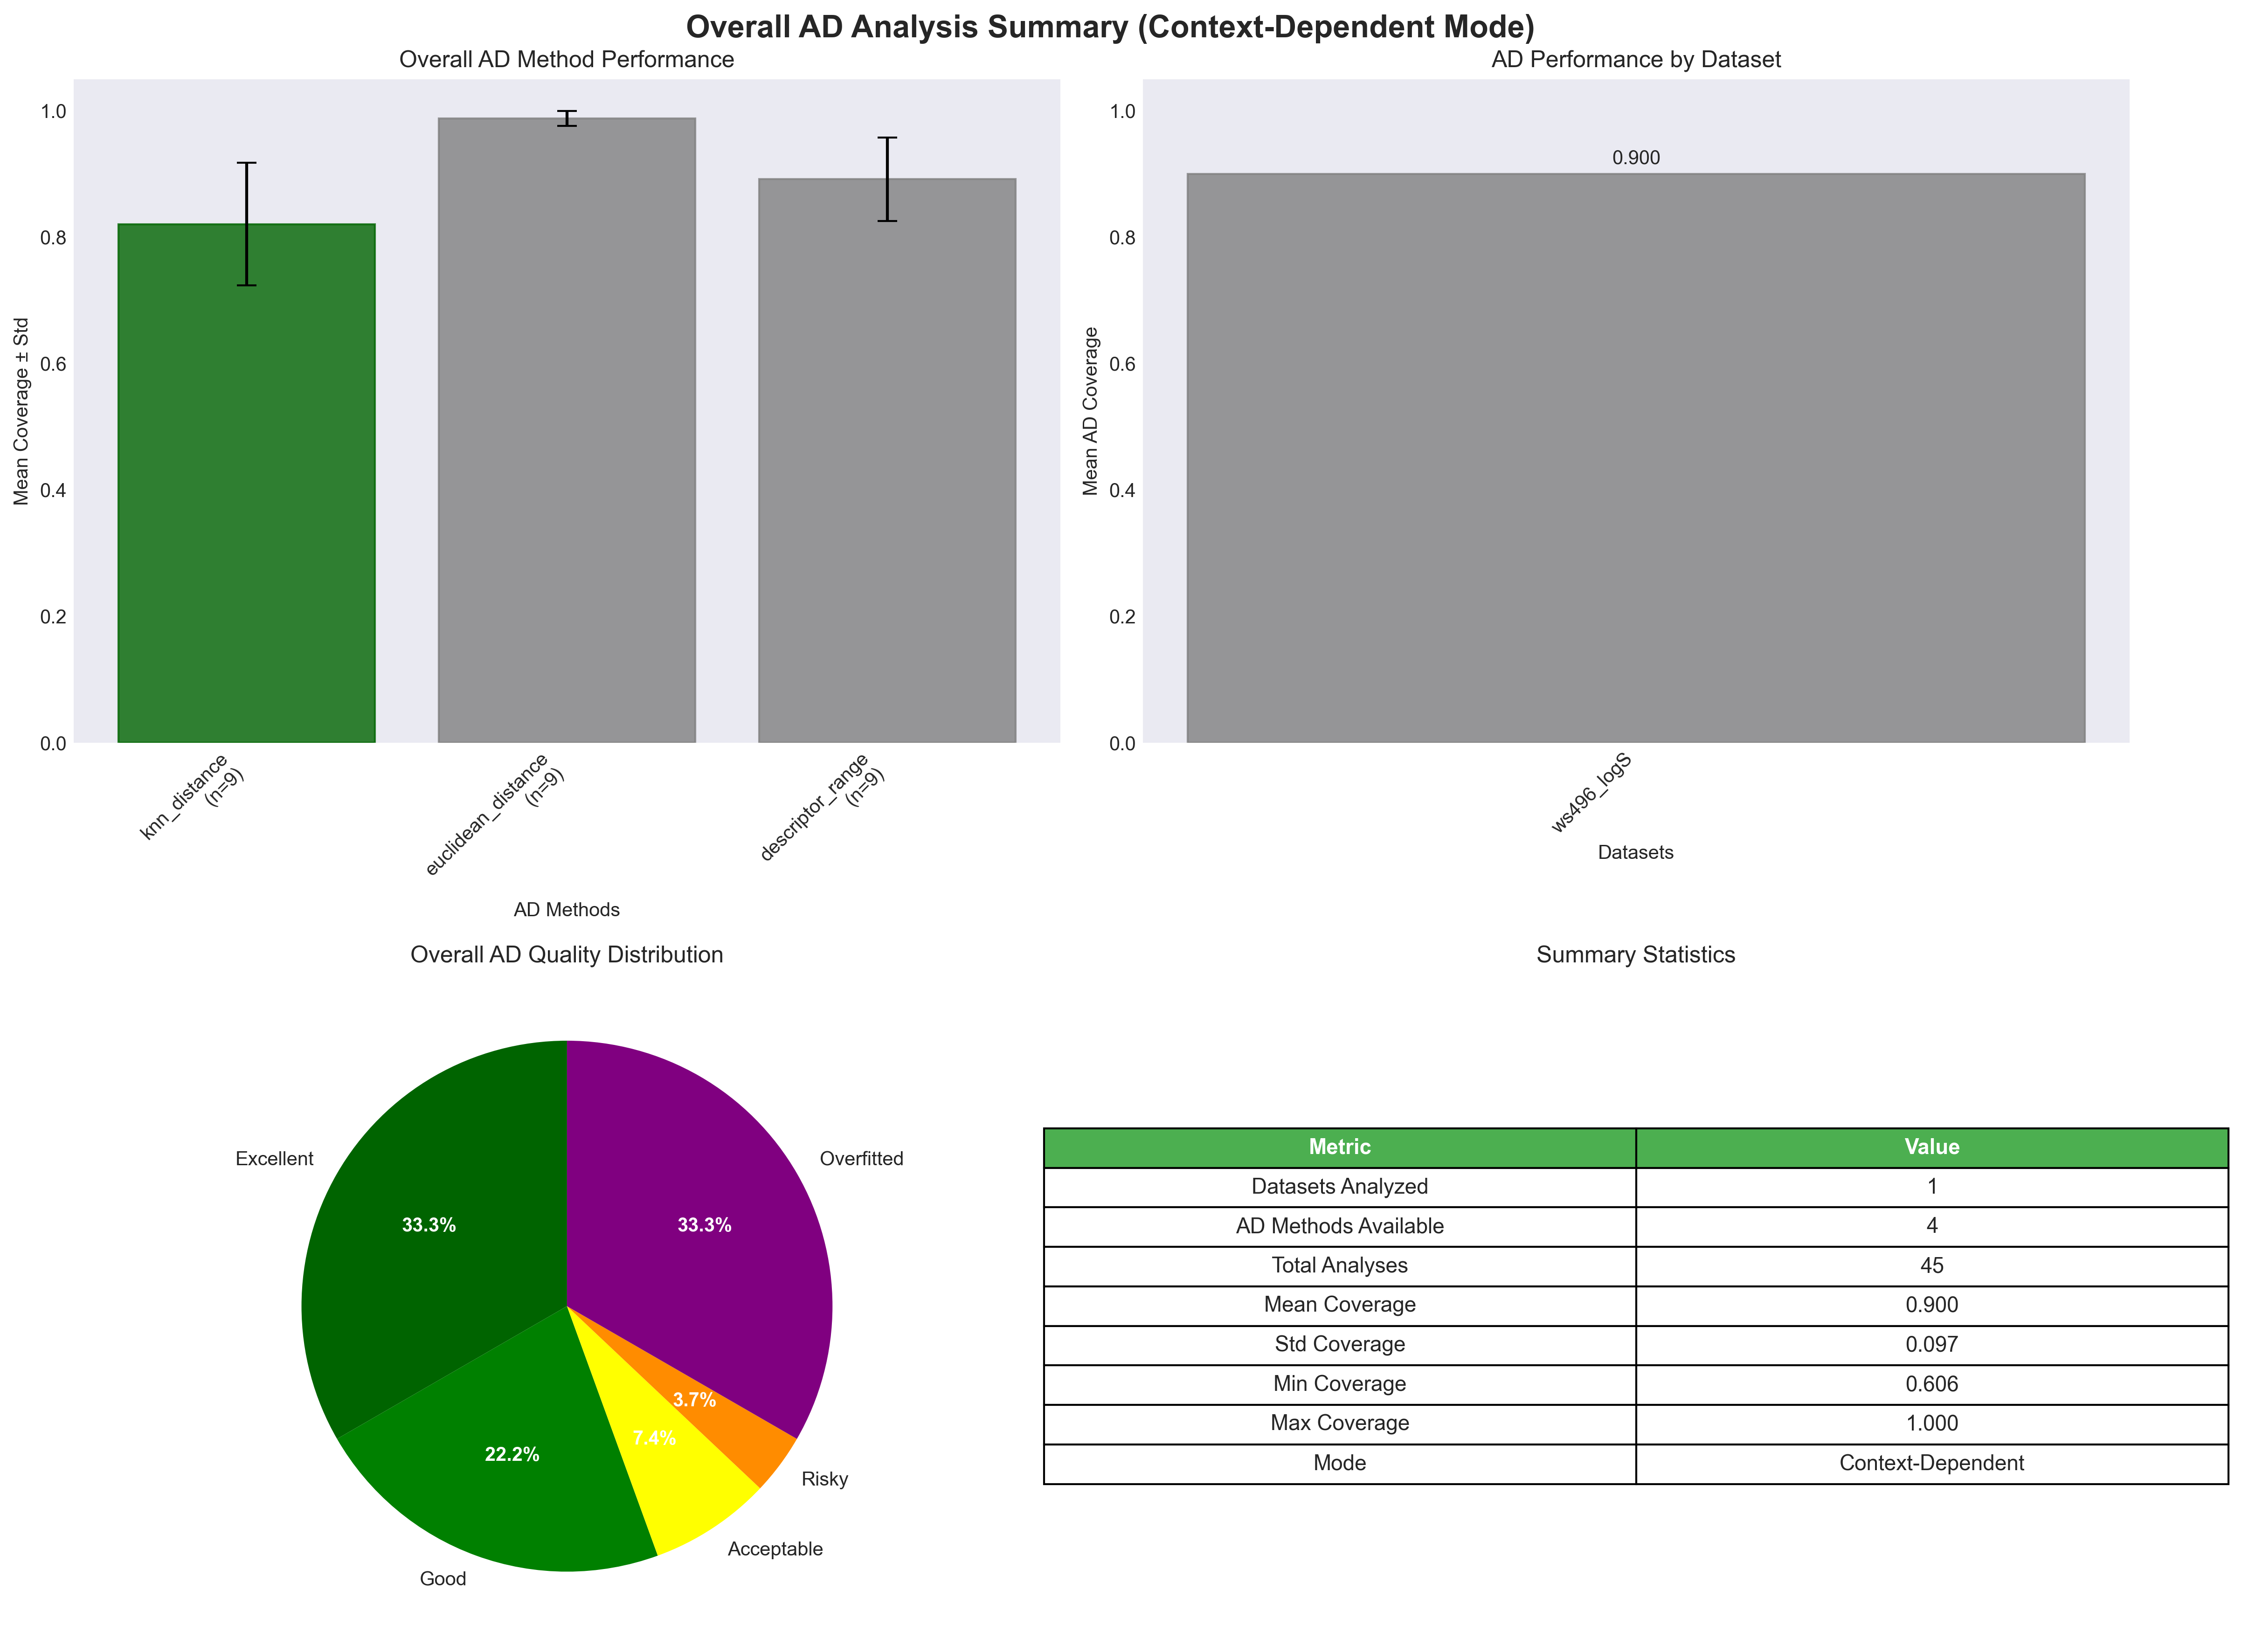 Overall AD Analysis Summary (Context-Dependent Mode)
Overall AD Method Performance
Mean Coverage ± Std
1.0
0.8
0.6
0.4
0.2
0.0
knn_distance
(n=9)
euclidean_distance
(n=9)
descriptor_range
(n=9)
AD Methods
AD Performance by Dataset
Mean AD Coverage
1.0
0.8
0.6
0.4
0.2
0.0
0.900
ws496_logS
Datasets
Overall AD Quality Distribution
Excellent
33.3%
Overfitted
33.3%
3.7%
Risky
7.4%
Acceptable
22.2%
Good
Summary Statistics
Metric Value
Datasets Analyzed 1
AD Methods Available 4
Total Analyses 45
Mean Coverage 0.900
Std Coverage 0.097
Min Coverage 0.606
Max Coverage 1.000
Mode Context-Dependent